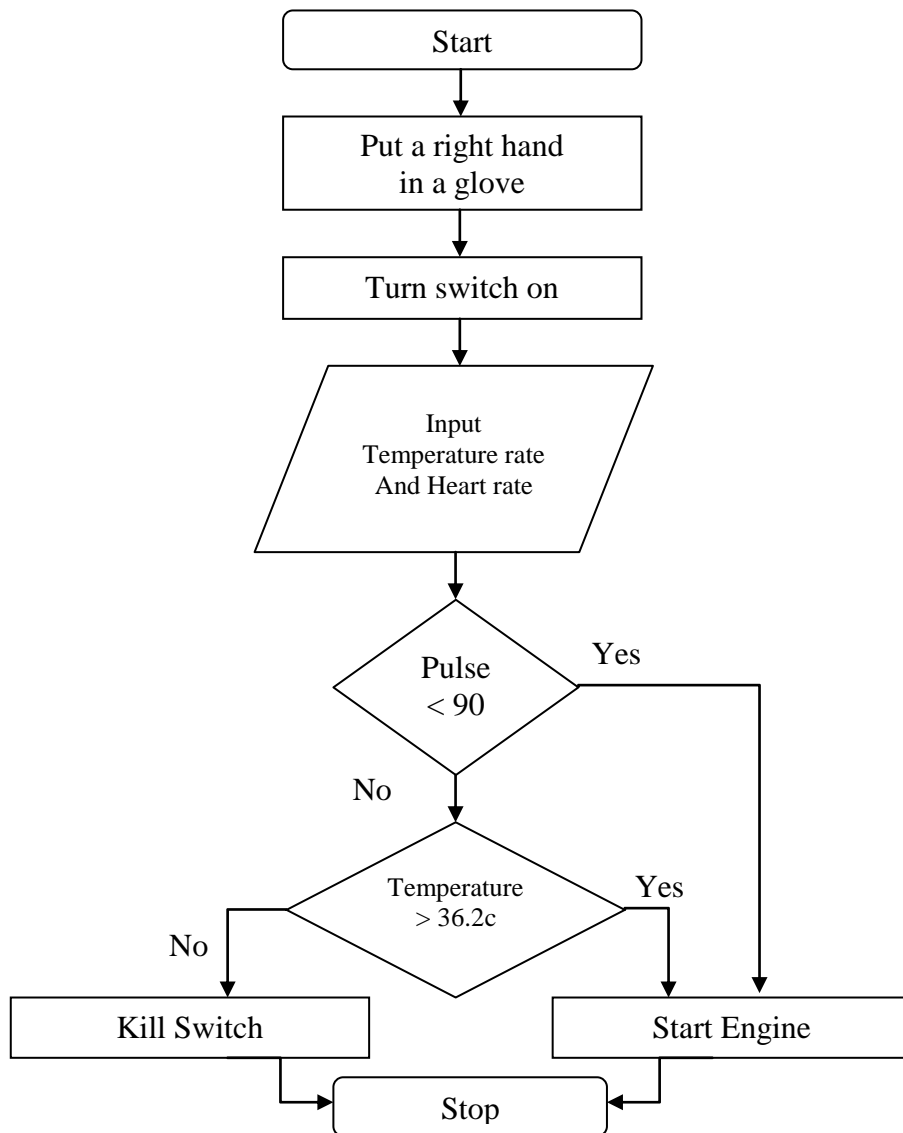 Start
Put a right hand
in a glove
Turn switch on
Input
Temperature rate
And Heart rate
Pulse
< 90
Yes
No
Temperature
> 36.2c
Yes
No
Kill Switch
Start Engine
Stop